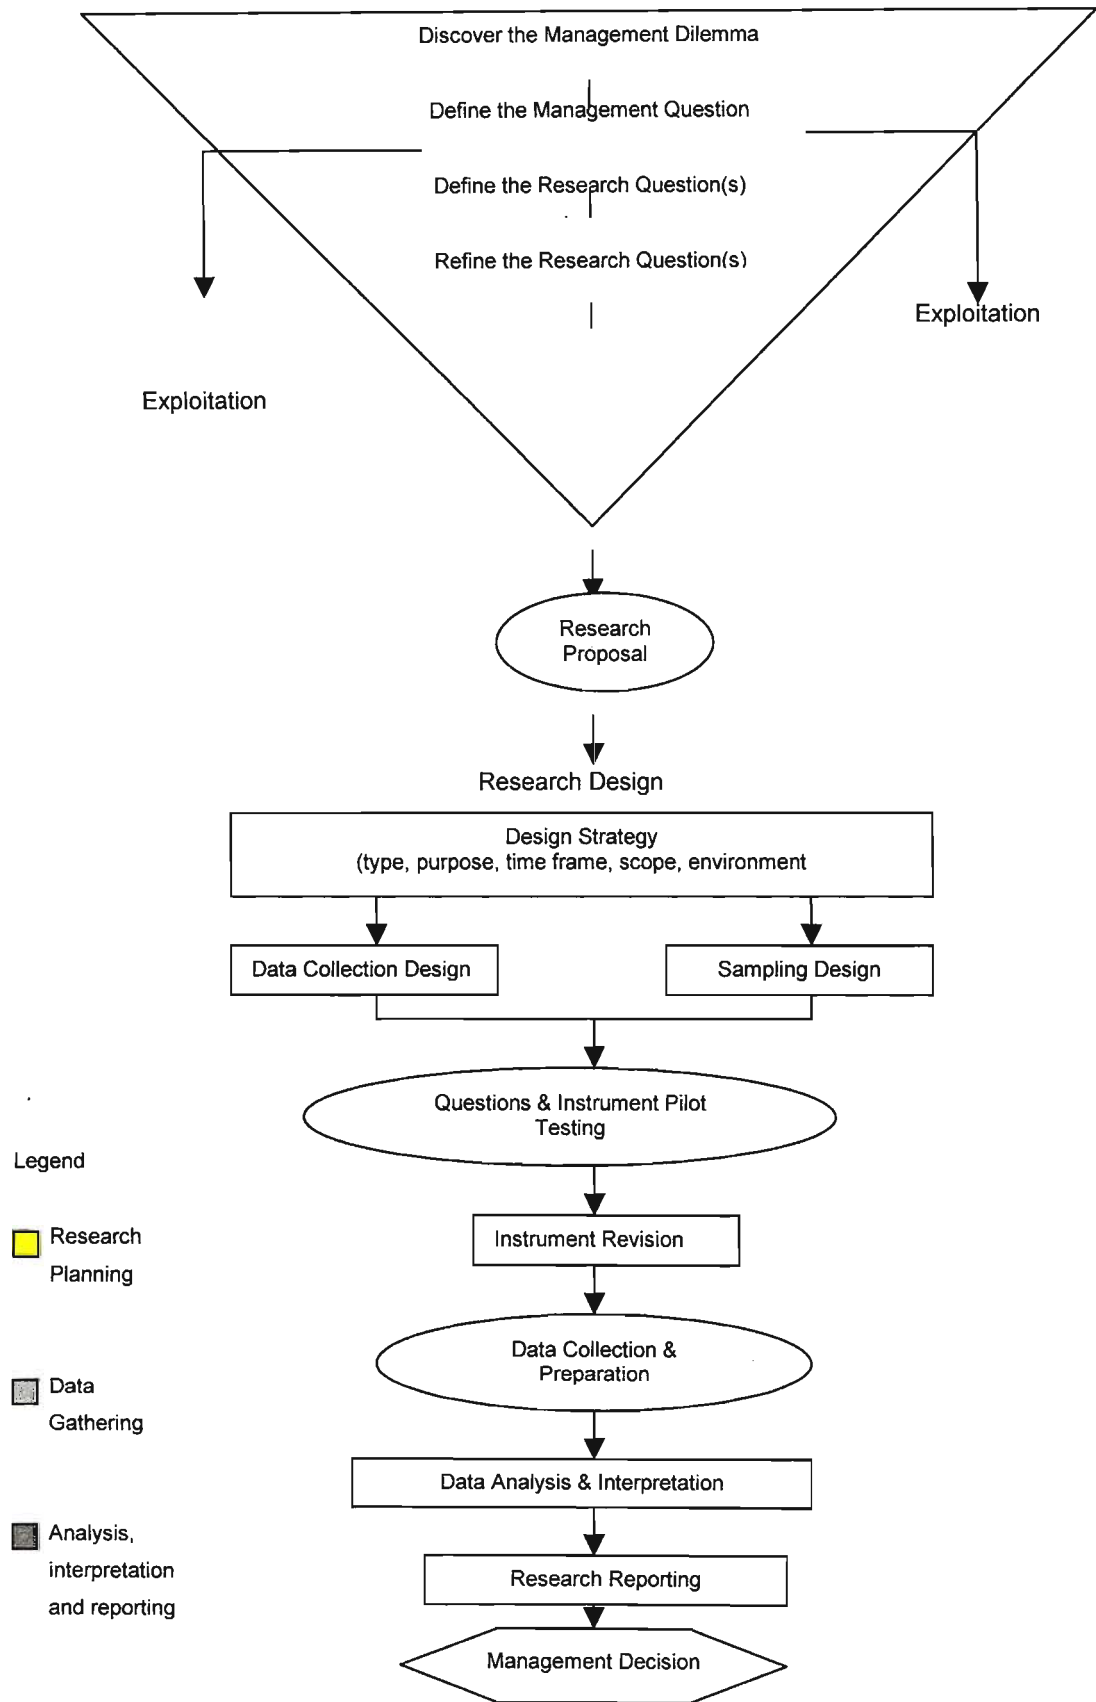 Discover the Management Dilemma
Define the Management Question
Define the Research Question(s)
Refine the Research Question(s)
Exploitation
Exploitation
Research
Proposal
Research Design
Design Strategy
(type, purpose, time frame, scope, environment
Data Collection Design
Sampling Design
Questions & Instrument Pilot
Testing
Legend
Research
Planning
Instrument Revision
Data Collection &
Preparation
Data
Gathering
Data Analysis & Interpretation
Analysis,
interpretation
and reporting
Research Reporting
Management Decision